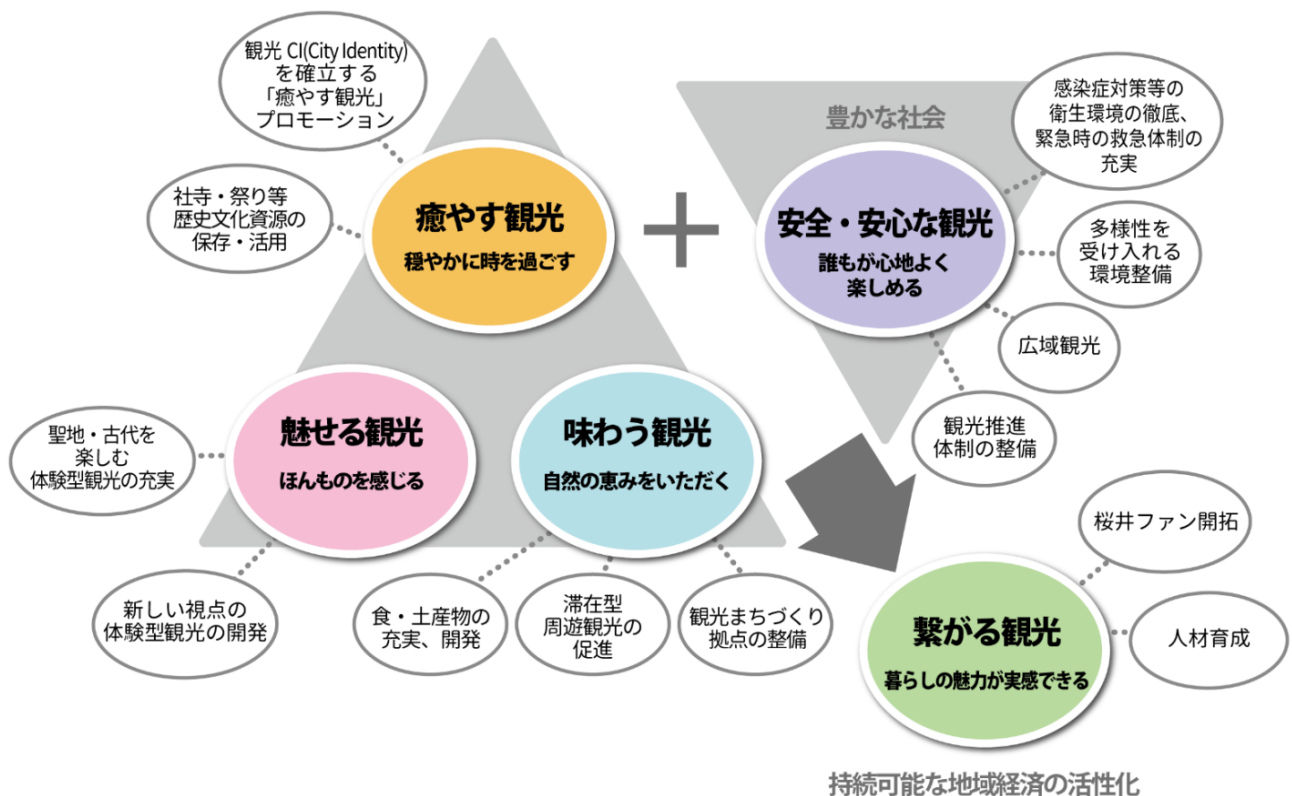 観光 CI(City Identity)
を確立する
「癒やす観光」
プロモーション
社寺・祭り等
歴史文化資源の
保存・活用
癒やす観光
穏やかに時を過ごす
魅せる観光
ほんものを感じる
聖地・古代を
楽しむ
体験型観光の充実
新しい視点の
体験型観光の開発
味わう観光
自然の恵みをいただく
食・土産物の
充実、開発
滞在型
周遊観光の
促進
観光まちづくり
拠点の整備
＋
豊かな社会
安全・安心な観光
誰もが心地よく
楽しめる
感染症対策等の
衛生環境の徹底、
緊急時の救急体制の
充実
多様性を
受け入れる
環境整備
広域観光
観光推進
体制の整備
繋がる観光
暮らしの魅力が実感できる
桜井ファン開拓
人材育成
持続可能な地域経済の活性化